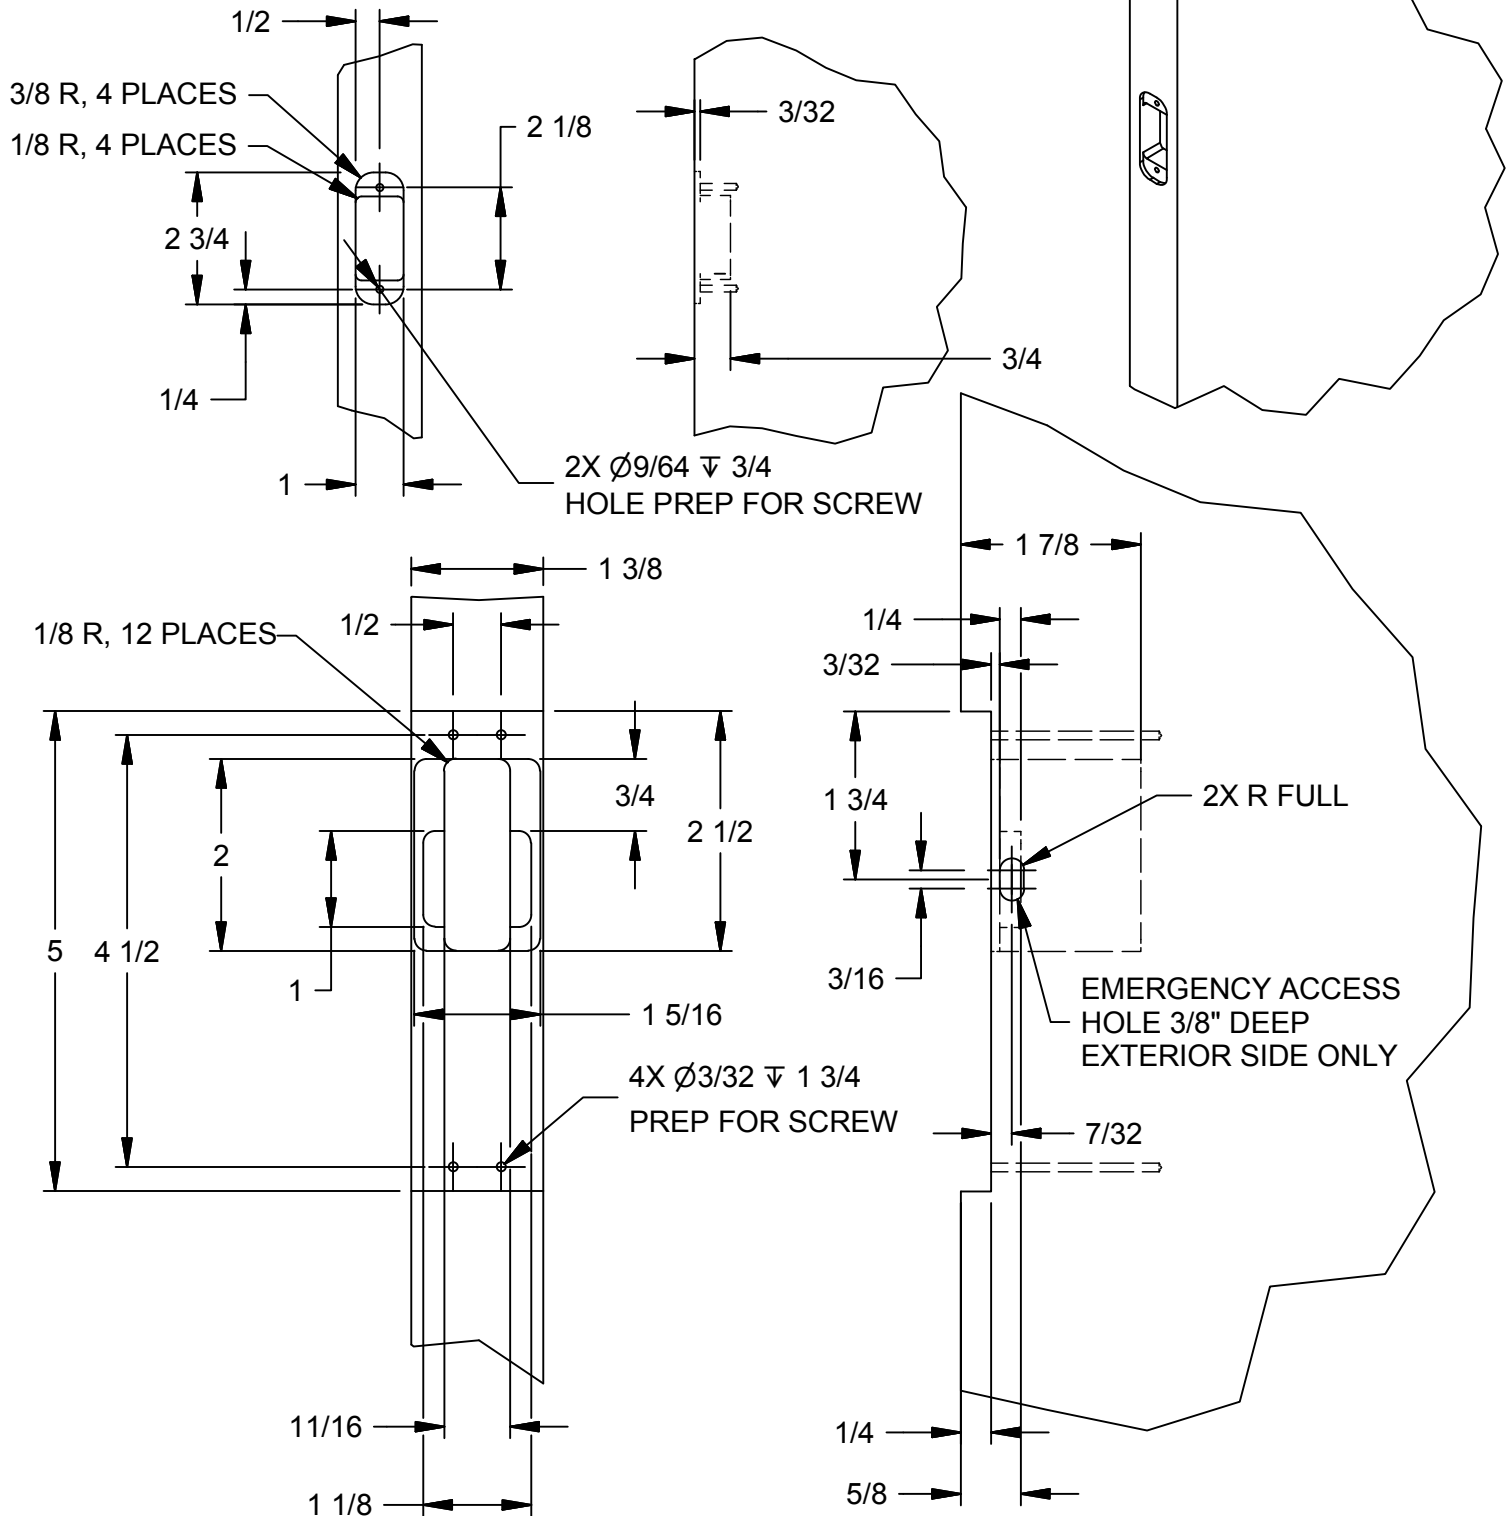 1/2
3/8 R, 4 PLACES
3/32
2 1/8
1/8 R, 4 PLACES
2 3/4
3/4
1/4
2X Ø9/64 ↧ 3/4
1
HOLE PREP FOR SCREW
1 7/8
1 3/8
1/4
1/2
1/8 R, 12 PLACES
3/32
3/4
1 3/4
2X R FULL
2 1/2
2
5
4 1/2
3/16
1
EMERGENCY ACCESS
HOLE 3/8" DEEP
EXTERIOR SIDE ONLY
1 5/16
4X Ø3/32 ↧ 1 3/4
PREP FOR SCREW
7/32
11/16
1/4
5/8
1 1/8